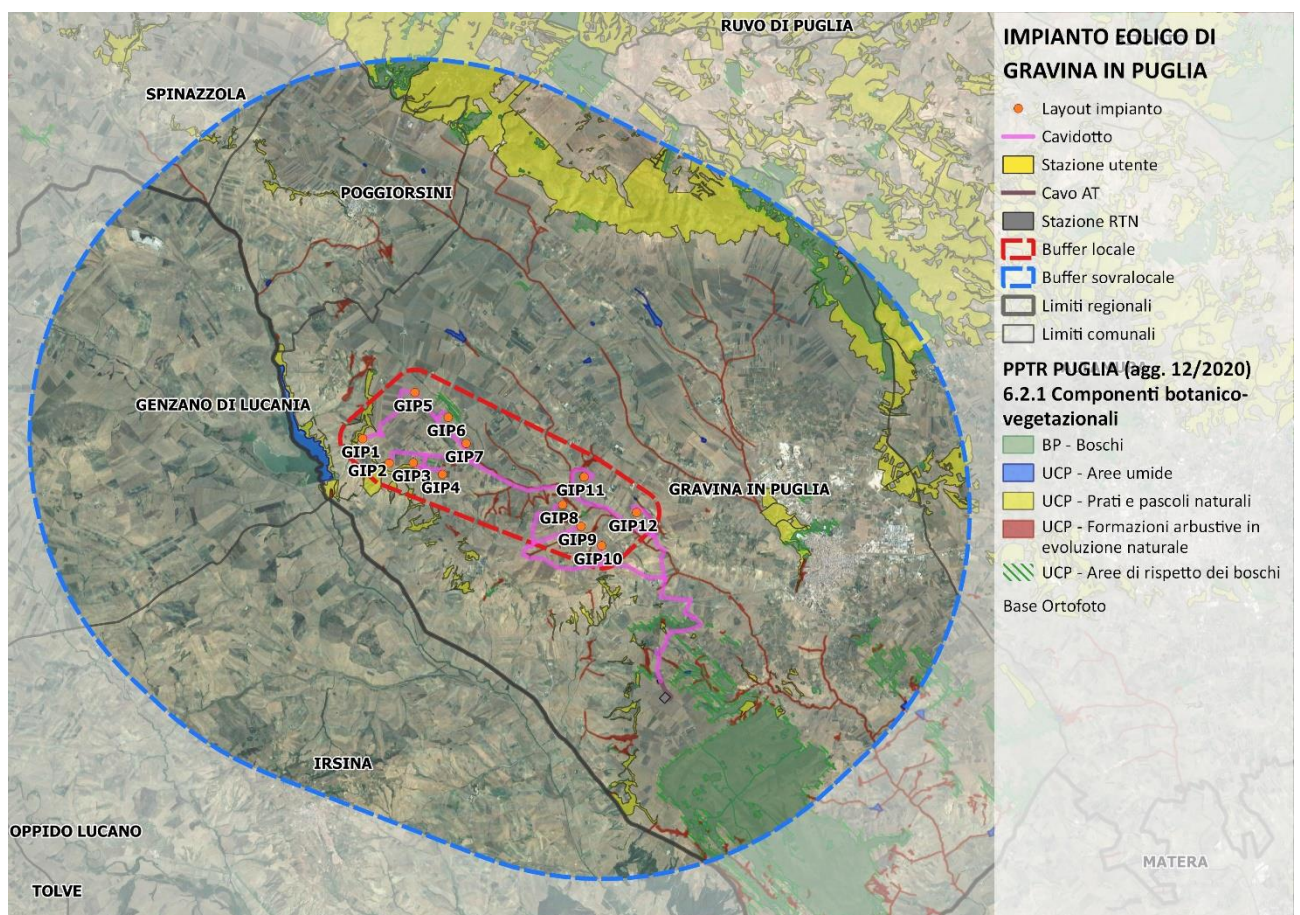 RUVO DI PUGLIA
SPINAZZOLA
POGGIORSINI
GENZANO DI LUCANIA
GIP5
GIP6
GIP1
GIP7
GIP2
GIP3
GIP4
GIP11
GRAVINA IN PUGLIA
GIP8
GIP12
GIP9
GIP10
IRSINA
OPPIDO LUCANO
TOLVE
MATERA
IMPIANTO EOLICO DI
GRAVINA IN PUGLIA
Layout impianto
Cavidotto
Stazione utente
Cavo AT
Stazione RTN
Buffer locale
Buffer sovralocale
Limiti regionali
Limiti comunali
PPTR PUGLIA (agg. 12/2020)
6.2.1 Componenti botanico-
vegetazionali
BP - Boschi
UCP - Aree umide
UCP - Prati e pascoli naturali
UCP - Formazioni arbustive in
evoluzione naturale
UCP - Aree di rispetto dei boschi
Base Ortofoto